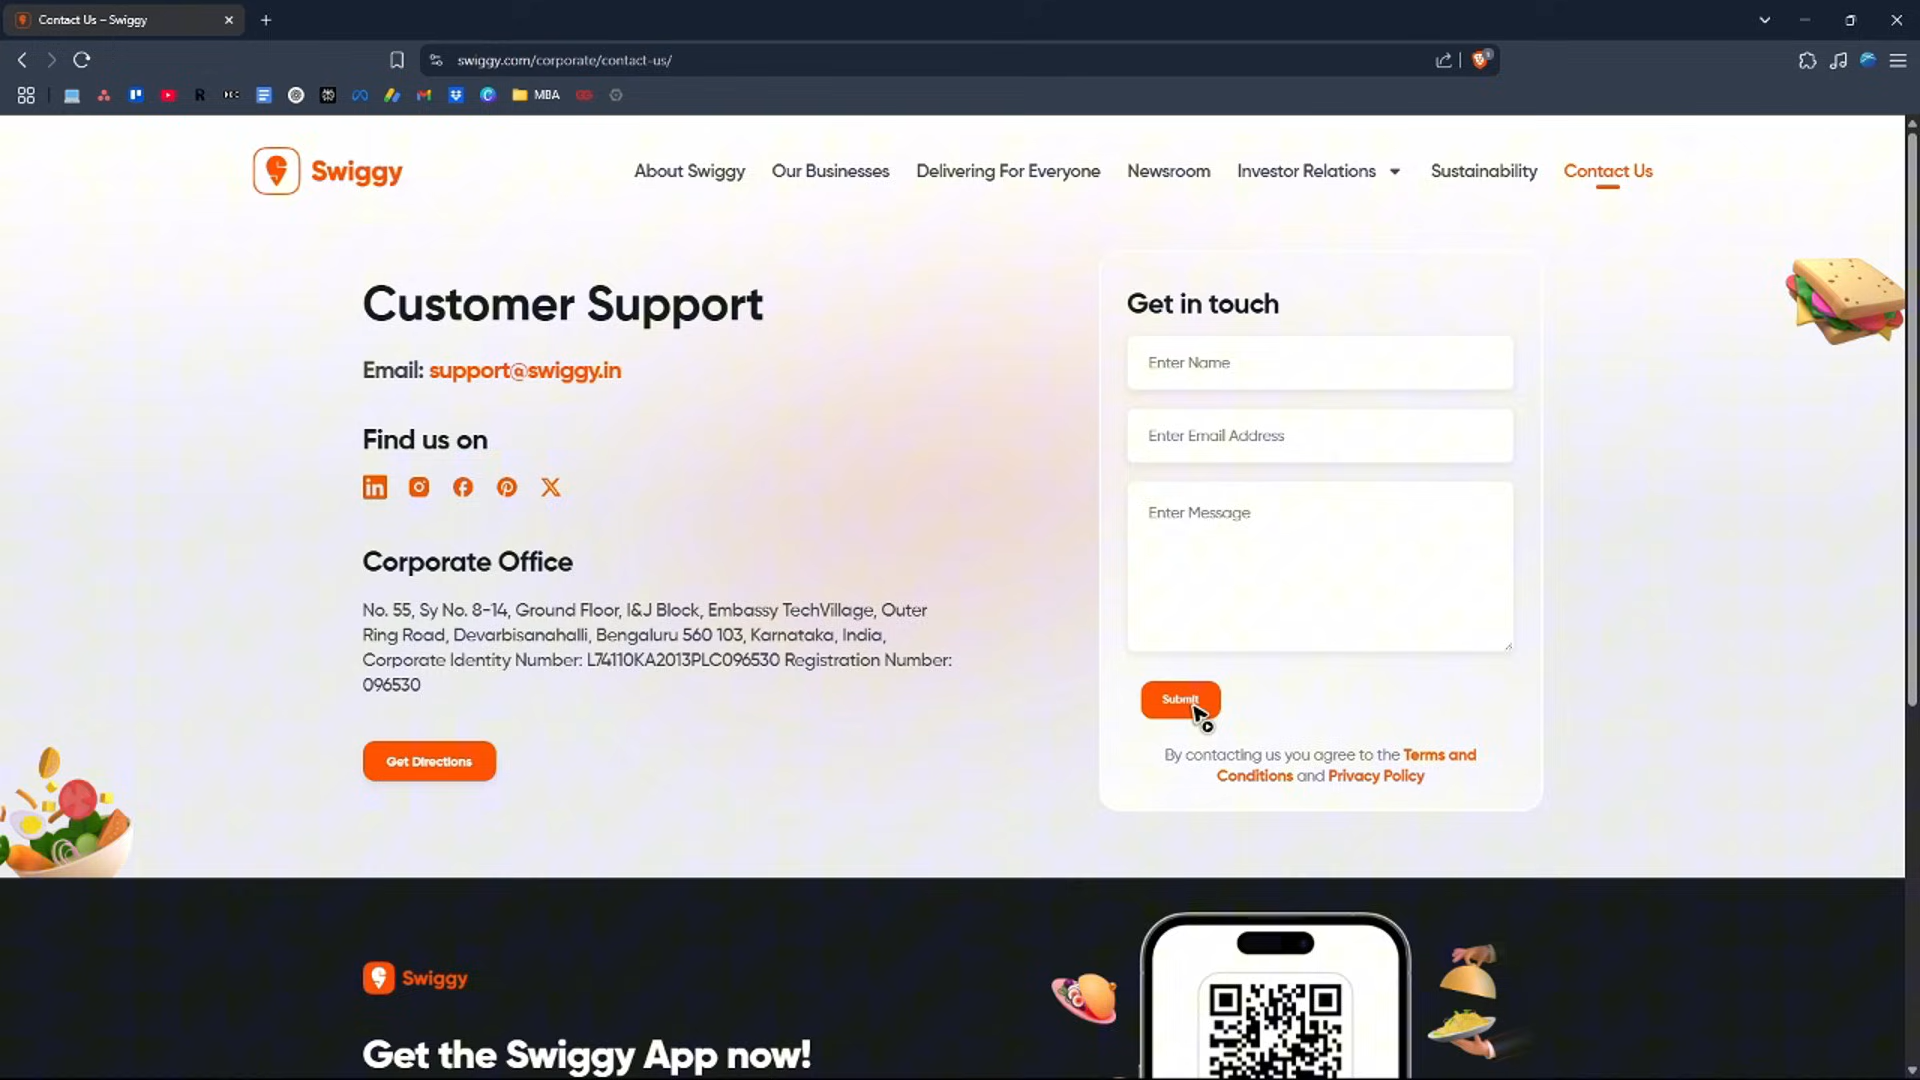 Contact Us – Swiggy
swiggy.com/corporate/contact-us/
MBA
Swiggy
About Swiggy
Our Businesses
Delivering For Everyone
Newsroom
Investor Relations
Sustainability
Contact Us
Customer Support
Email: support@swiggy.in
Find us on
Corporate Office
No. 55, Sy No. 8-14, Ground Floor, I&J Block, Embassy TechVillage, Outer
Ring Road, Devarbisanahalli, Bengaluru 560 103, Karnataka, India,
Corporate Identity Number: L74110KA2013PLC096530 Registration Number:
096530
Get Directions
Get in touch
Enter Name
Enter Email Address
Enter Message
Submit
By contacting us you agree to the Terms and
Conditions and Privacy Policy
Swiggy
Get the Swiggy App now!